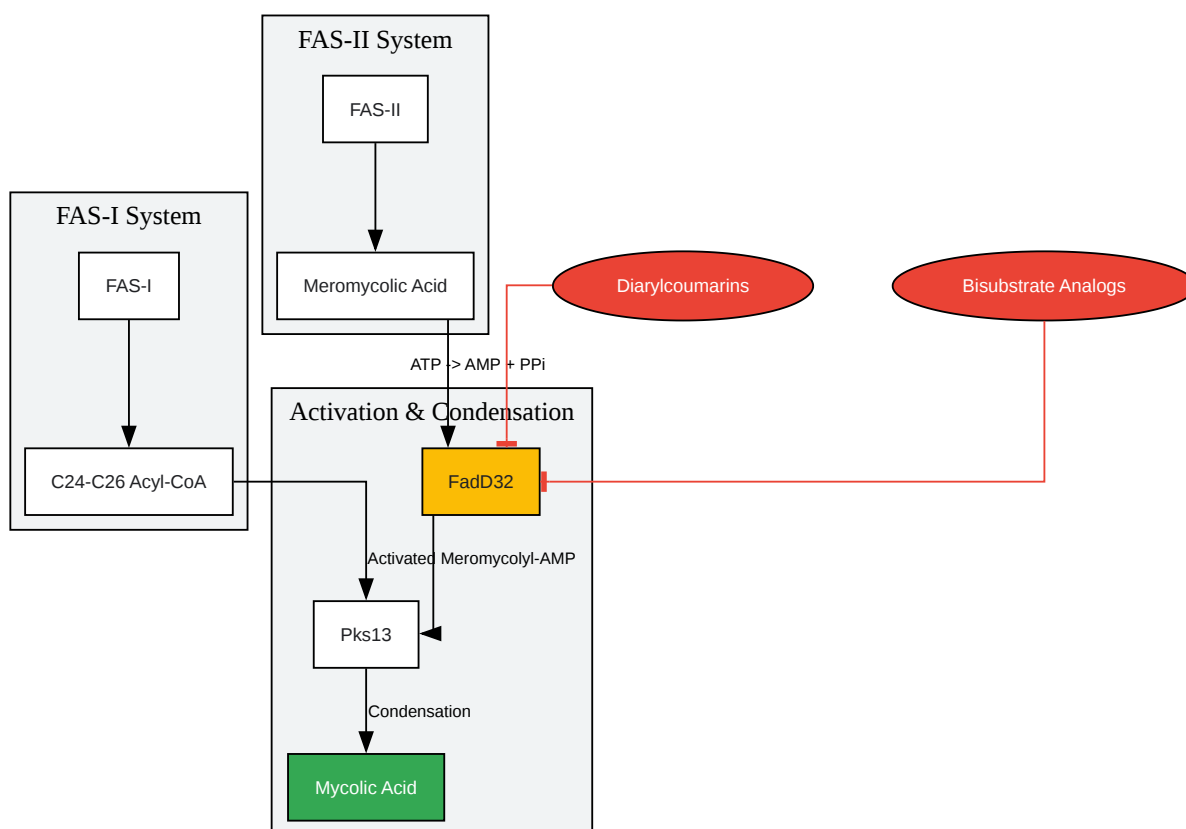 FAS-II System
FAS-II
FAS-I System
FAS-I
Meromycolic Acid
Diarylcoumarins
Bisubstrate Analogs
ATP -> AMP + PPi
Activation & Condensation
C24-C26 Acyl-CoA
FadD32
Activated Meromycolyl-AMP
Pks13
Condensation
Mycolic Acid